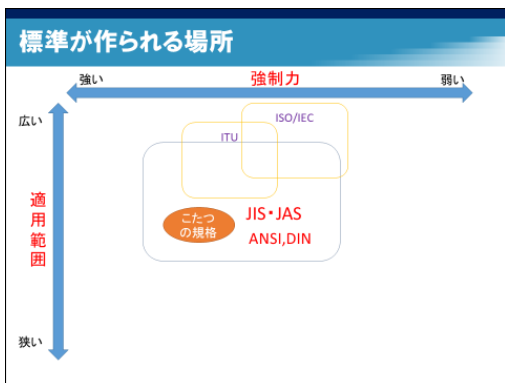 標準が作られる場所
強い
強制力
弱い
広い
ISO/IEC
ITU
適用範囲
こたつ
の規格
JIS・JAS
ANSI,DIN
狭い